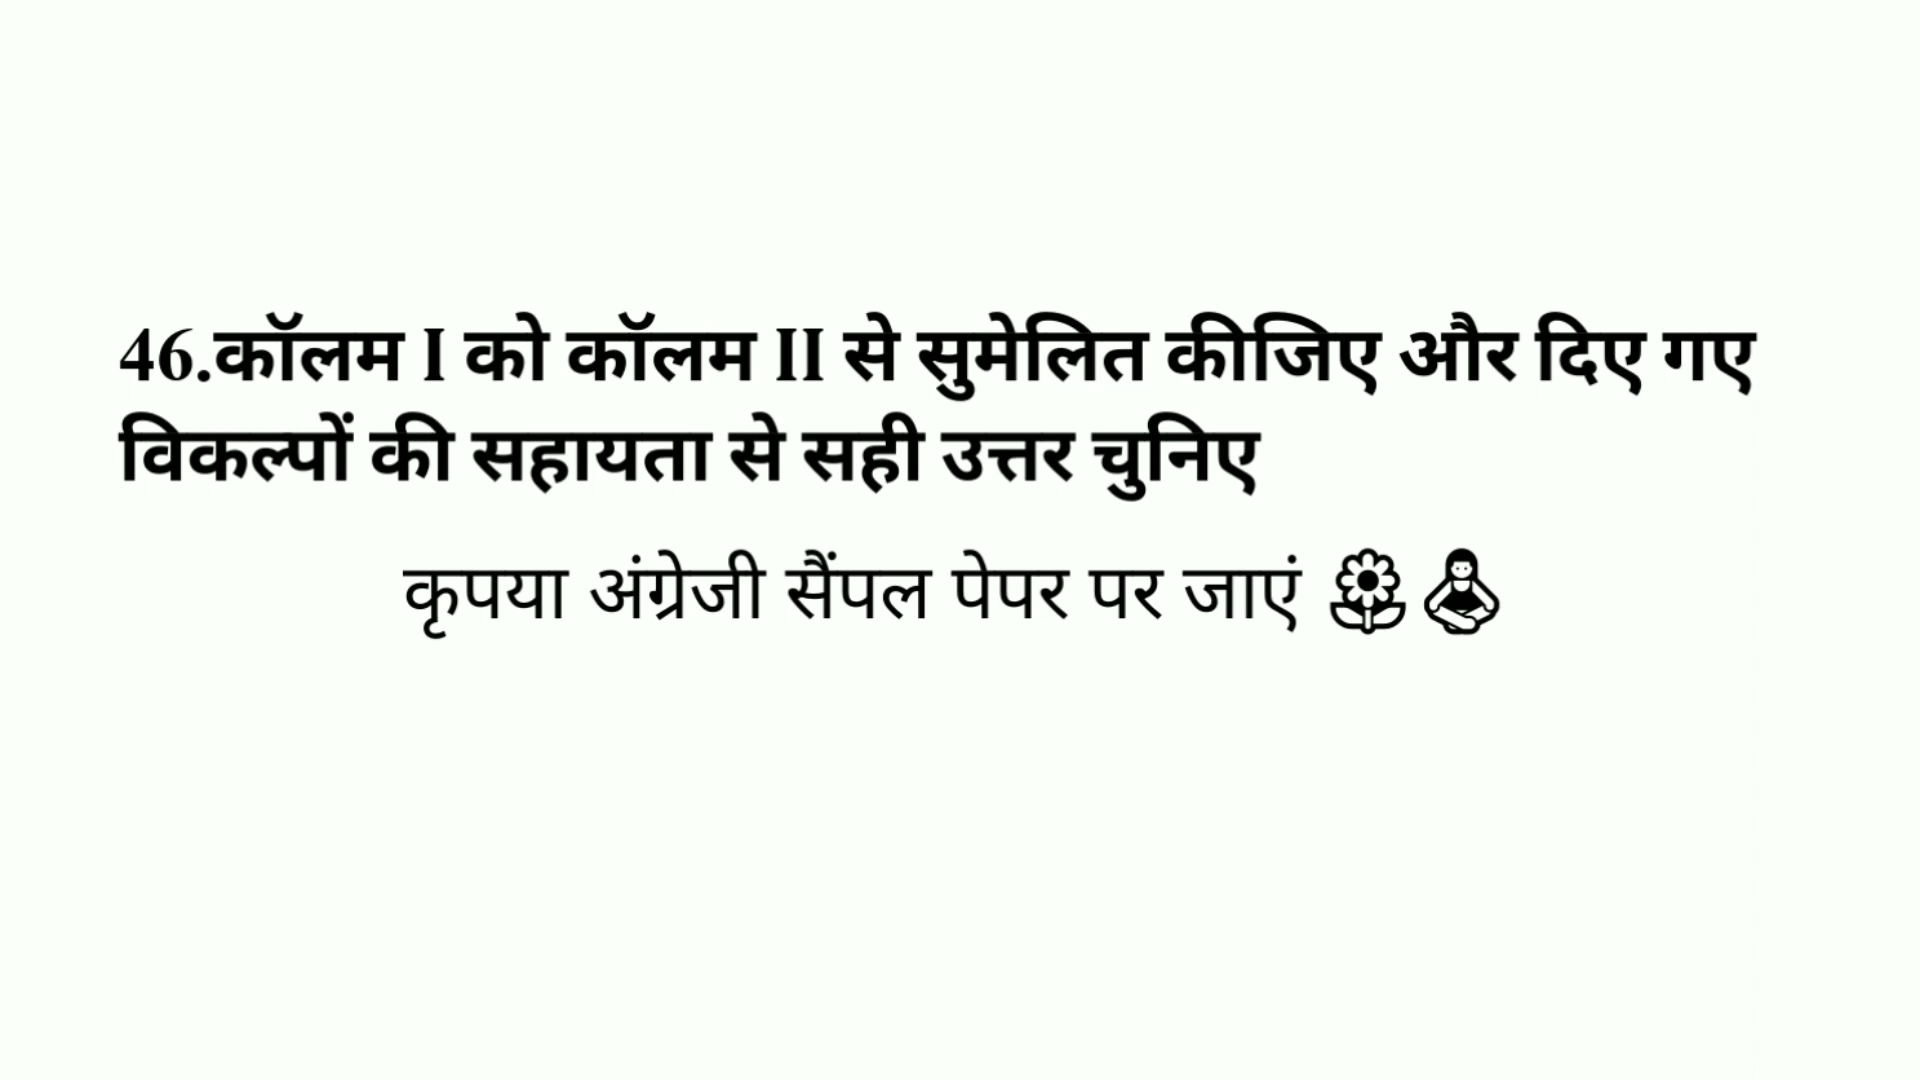 46.कॉलम I को कॉलम II से सुमेलित कीजिए और दिए गए
विकल्पों की सहायता से सही उत्तर चुनिए
कृपया अंग्रेजी सैंपल पेपर पर जाएं